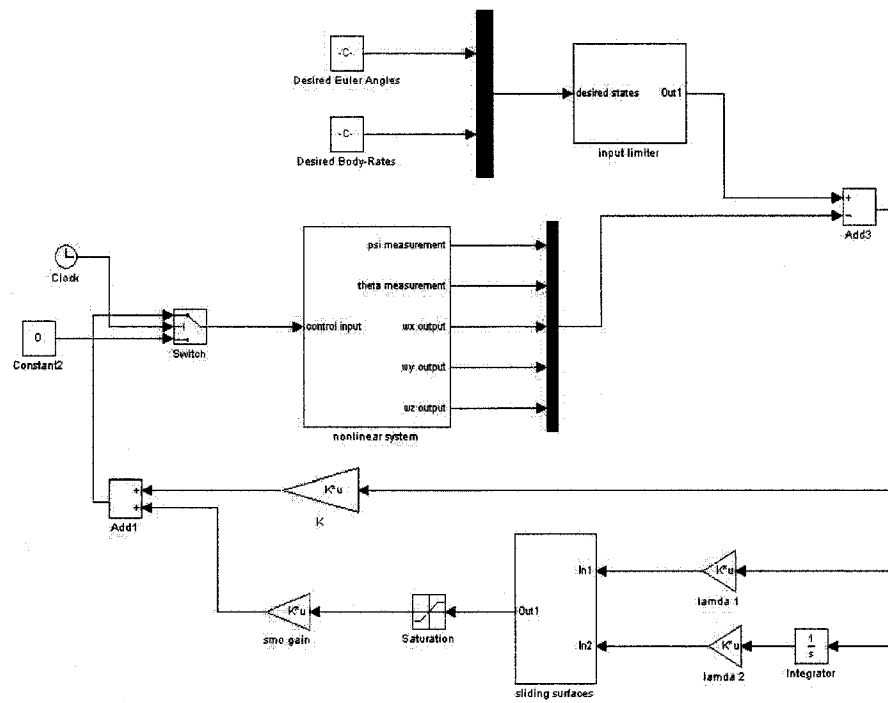 -C-
Desired Euler Angles
-C-
Desired Body-Rates
desired states
Out1
input limiter
+
−
Add3
Clock
0
Constant2
Switch
control input
psi measurement
theta measurement
wx output
wy output
wz output
nonlinear system
+
+
Add1
K*u
K
K*u
smo gain
Saturation
Out1
In1
In2
sliding surfaces
K*u
lamda 1
K*u
lamda 2
1
s
Integrator